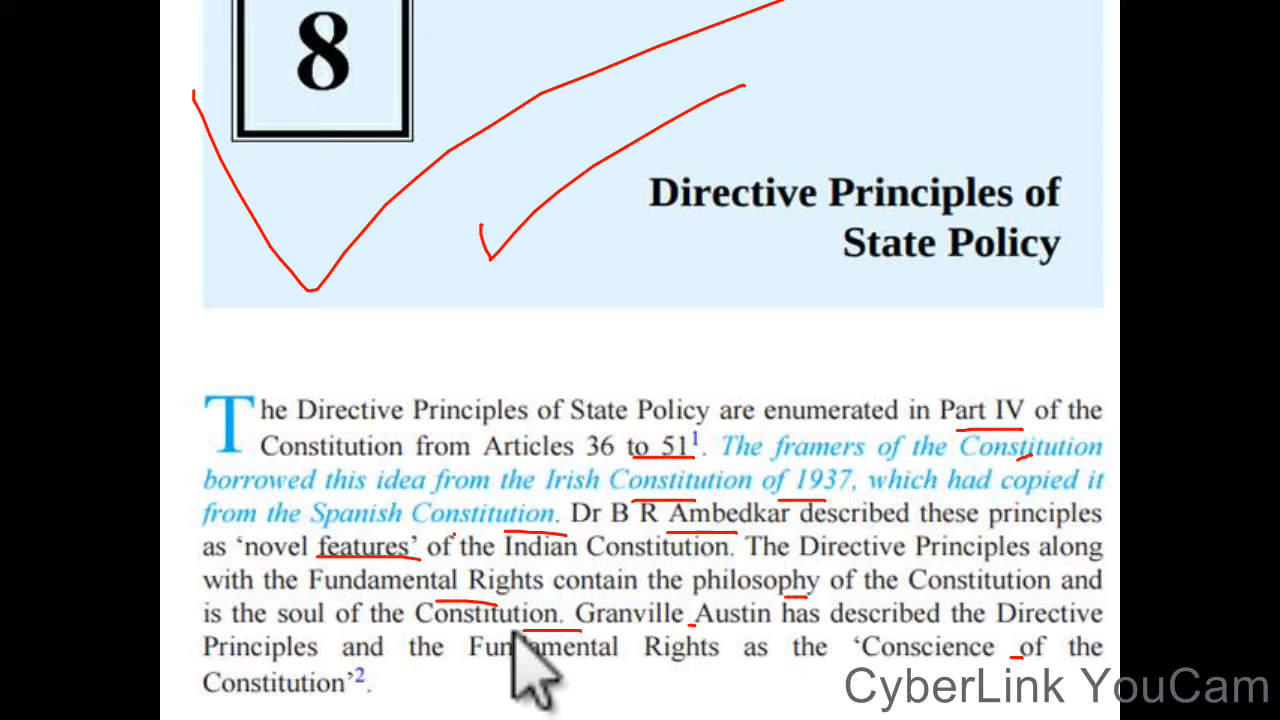 8
Directive Principles of
State Policy
The Directive Principles of State Policy are enumerated in Part IV of the
Constitution from Articles 36 to 51¹. The framers of the Constitution
borrowed this idea from the Irish Constitution of 1937, which had copied it
from the Spanish Constitution. Dr B R Ambedkar described these principles
as ‘novel features’ of the Indian Constitution. The Directive Principles along
with the Fundamental Rights contain the philosophy of the Constitution and
is the soul of the Constitution. Granville Austin has described the Directive
Principles and the Fundamental Rights as the ‘Conscience of the
Constitution’².
CyberLink YouCam